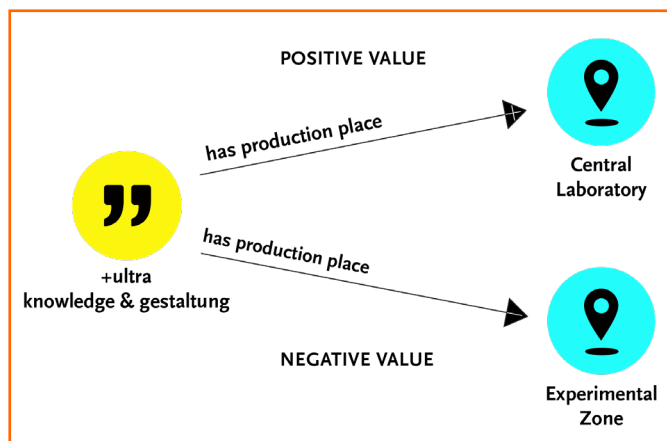 POSITIVE VALUE
has production place
Central
Laboratory
+ultra
knowledge & gestaltung
has production place
NEGATIVE VALUE
Experimental
Zone